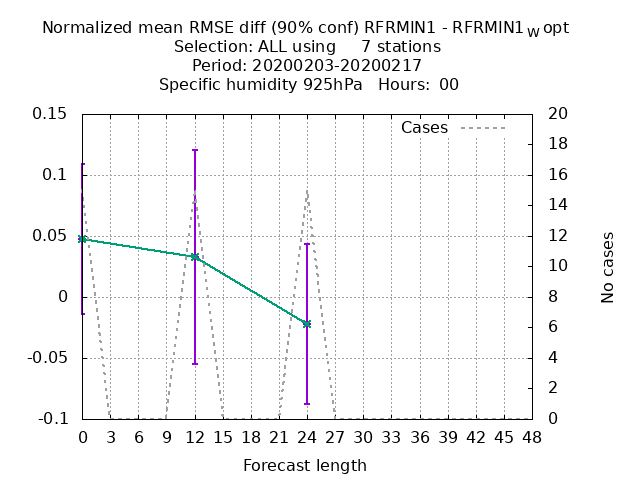 Normalized mean RMSE diff (90% conf) RFRMIN1 - RFRMIN1Wopt
Selection: ALL using 7 stations
Period: 20200203-20200217
Specific humidity 925hPa Hours: 00
Cases
0.15
0.1
0.05
0
-0.05
-0.1
20
18
16
14
12
10
8
6
4
2
0
No cases
0 3 6 9 12 15 18 21 24 27 30 33 36 39 42 45 48
Forecast length